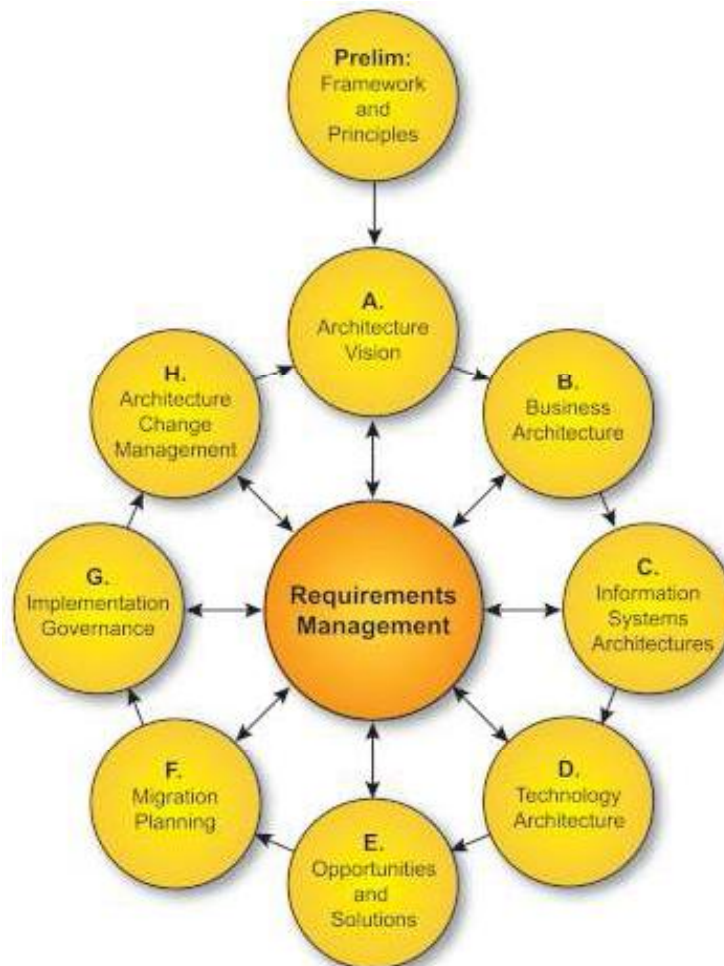 Prelim:
Framework
and
Principles
A.
Architecture
Vision
B.
Business
Architecture
C.
Information
Systems
Architectures
D.
Technology
Architecture
E.
Opportunities
and
Solutions
F.
Migration
Planning
G.
Implementation
Governance
H.
Architecture
Change
Management
Requirements
Management